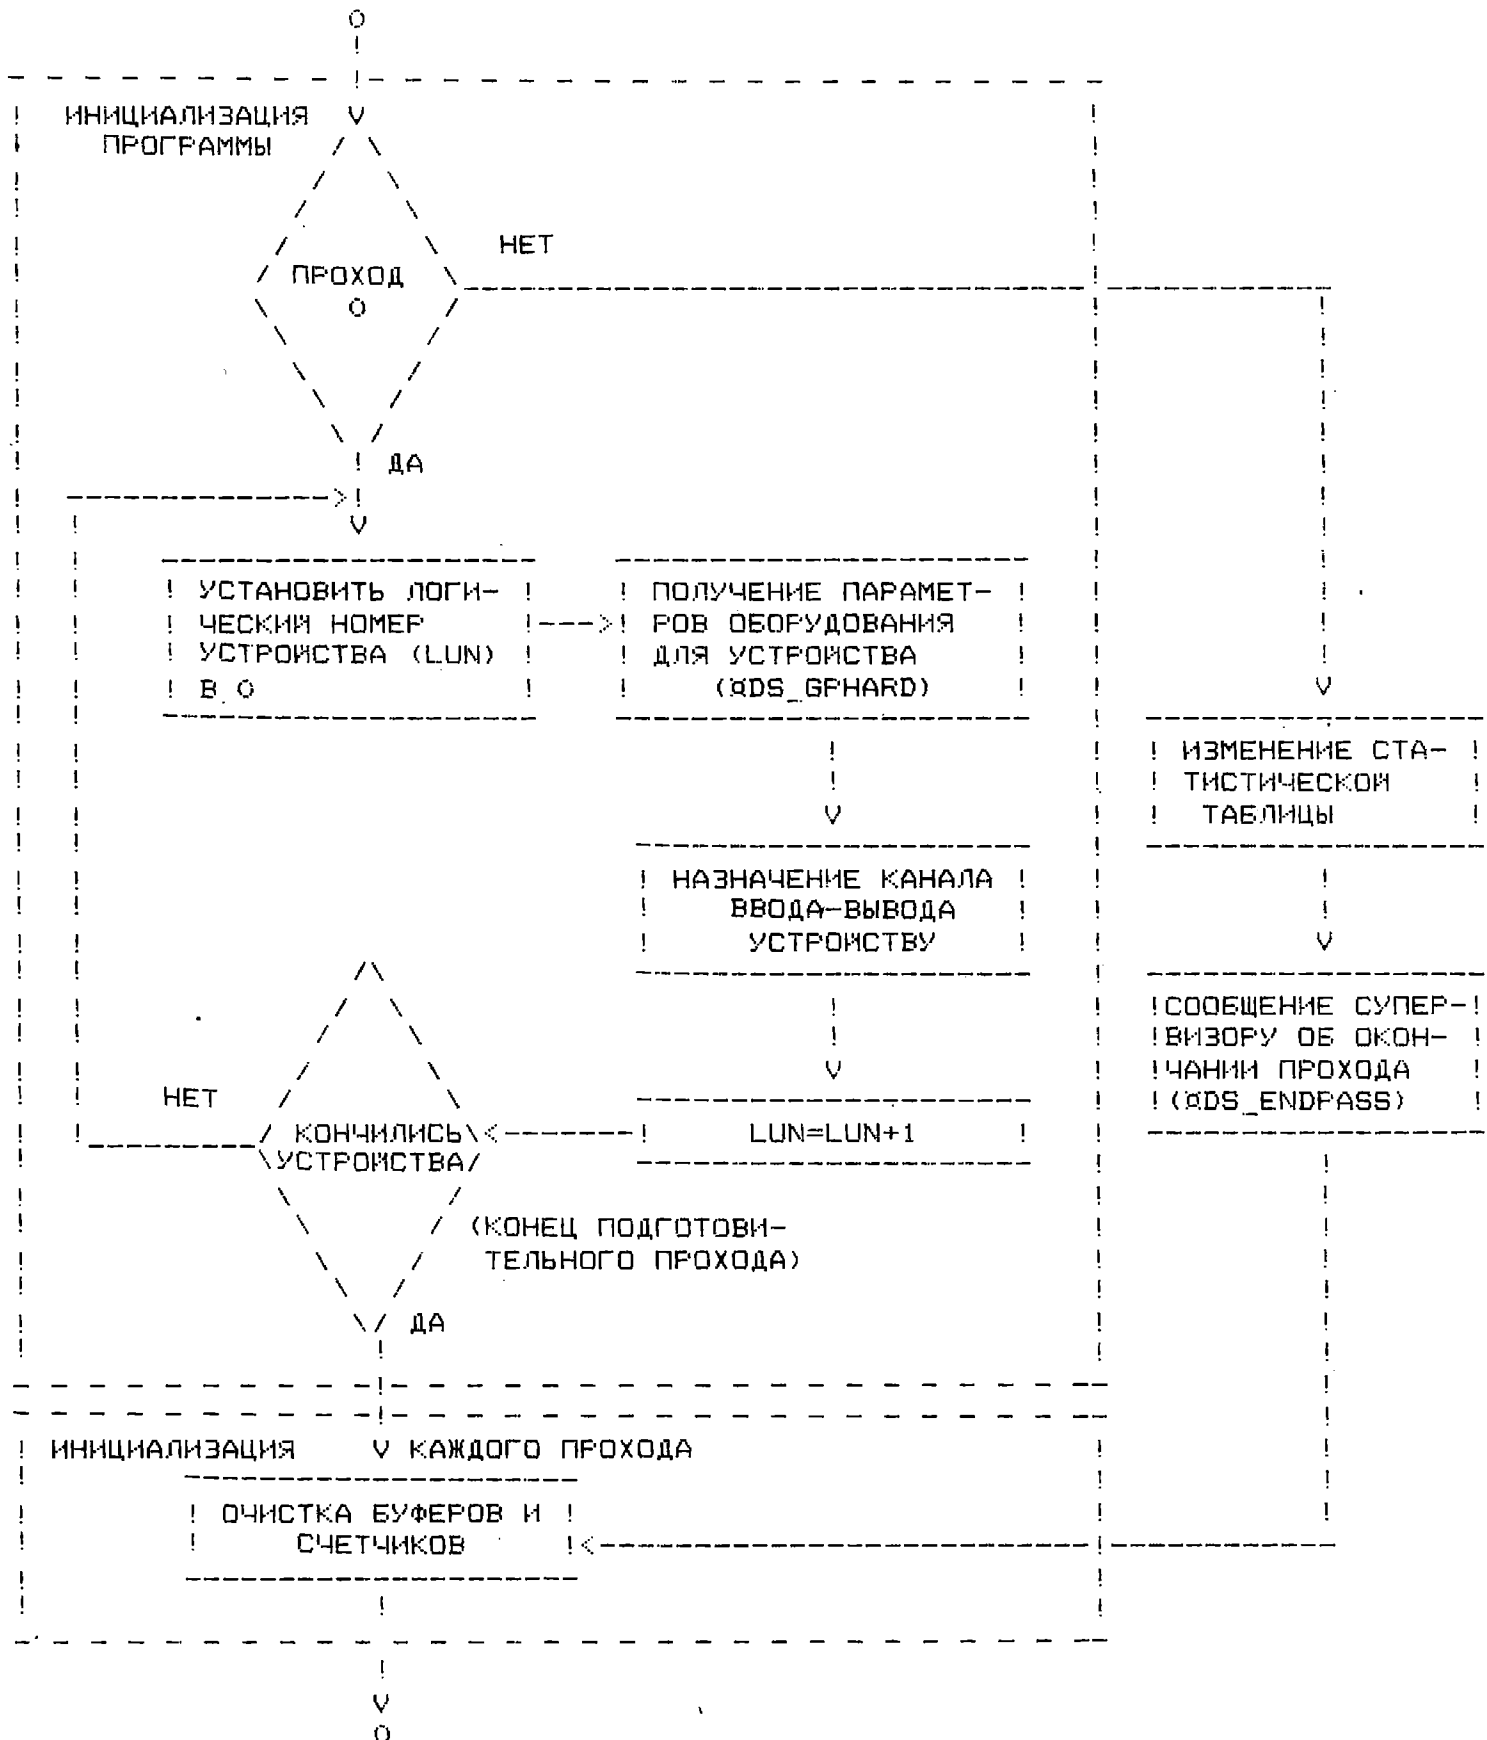 0
ИНИЦИАЛИЗАЦИЯ
ПРОГРАММЫ
НЕТ
ПРОХОД
0
ДА
УСТАНОВИТЬ ЛОГИ-
ЧЕСКИЙ НОМЕР
УСТРОЙСТВА (LUN)
В 0
ПОЛУЧЕНИЕ ПАРАМЕТ-
РОВ ОБОРУДОВАНИЯ
ДЛЯ УСТРОЙСТВА
(¤DS_GPHARD)
ИЗМЕНЕНИЕ СТА-
ТИСТИЧЕСКОЙ
ТАБЛИЦЫ
НАЗНАЧЕНИЕ КАНАЛА
ВВОДА-ВЫВОДА
УСТРОЙСТВУ
СООБЩЕНИЕ СУПЕР-
ВИЗОРУ ОБ ОКОН-
ЧАНИИ ПРОХОДА
(¤DS_ENDPASS)
НЕТ
КОНЧИЛИСЬ
УСТРОЙСТВА
LUN=LUN+1
(КОНЕЦ ПОДГОТОВИ-
ТЕЛЬНОГО ПРОХОДА)
ДА
ИНИЦИАЛИЗАЦИЯ КАЖДОГО ПРОХОДА
ОЧИСТКА БУФЕРОВ И
СЧЕТЧИКОВ
0